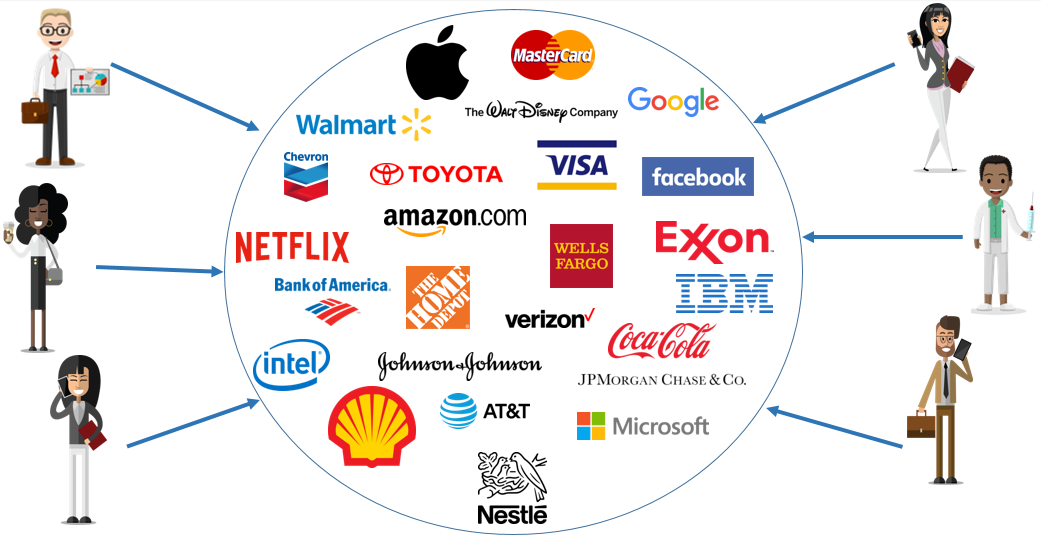 MasterCard
The WALT DISNEY Company
Google
Walmart
Chevron
TOYOTA
VISA
facebook
amazon.com
NETFLIX
WELLS
FARGO
Exxon
Bank of America
THE
HOME
DEPOT
IBM
verizon
Coca-Cola
intel
Johnson & Johnson
JPMORGAN CHASE & CO.
AT&T
Microsoft
Nestlé